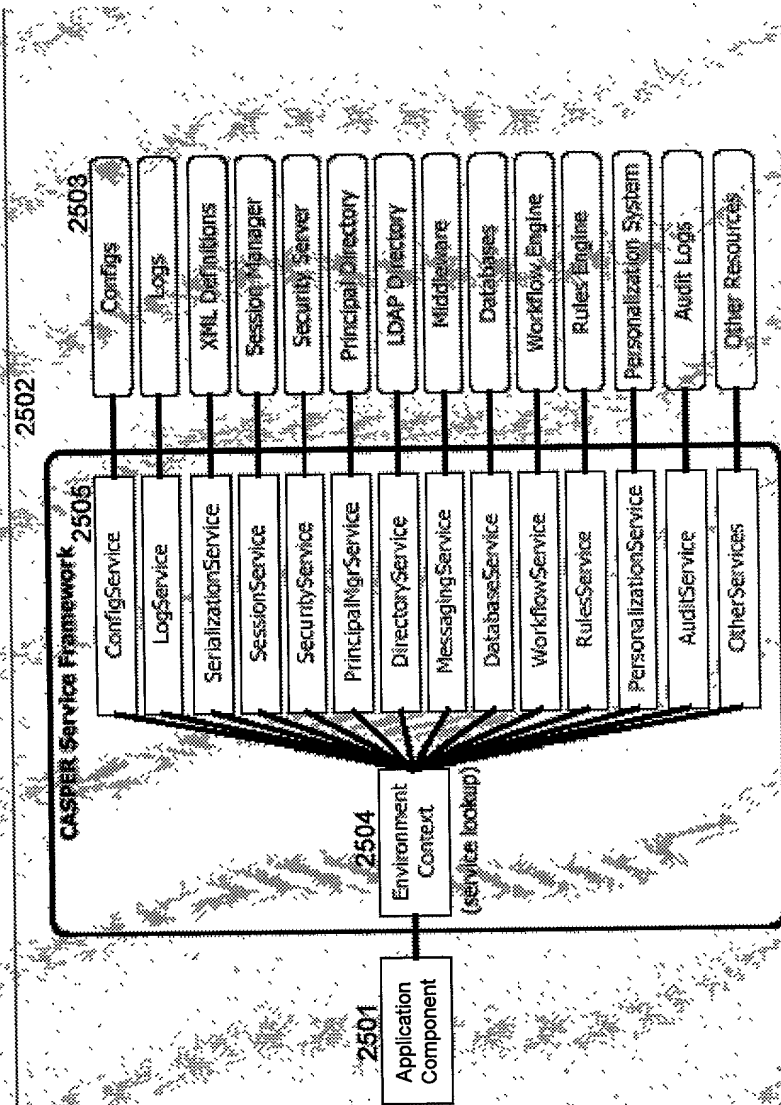 2502
CASPER Service Framework
2505
2503
ConfigService
Configs
LogService
Logs
SerializationService
XML Definitions
SessionService
Session Manager
SecurityService
Security Server
PrincipalMgrService
Principal Directory
DirectoryService
LDAP Directory
MessagingService
Middleware
DatabaseService
Databases
WorkflowService
Workflow Engine
RulesService
Rules Engine
PersonalizationService
Personalization System
AuditService
Audit Logs
OtherServices
Other Resources
2504
Environment
Context
(service lookup)
2501
Application
Component